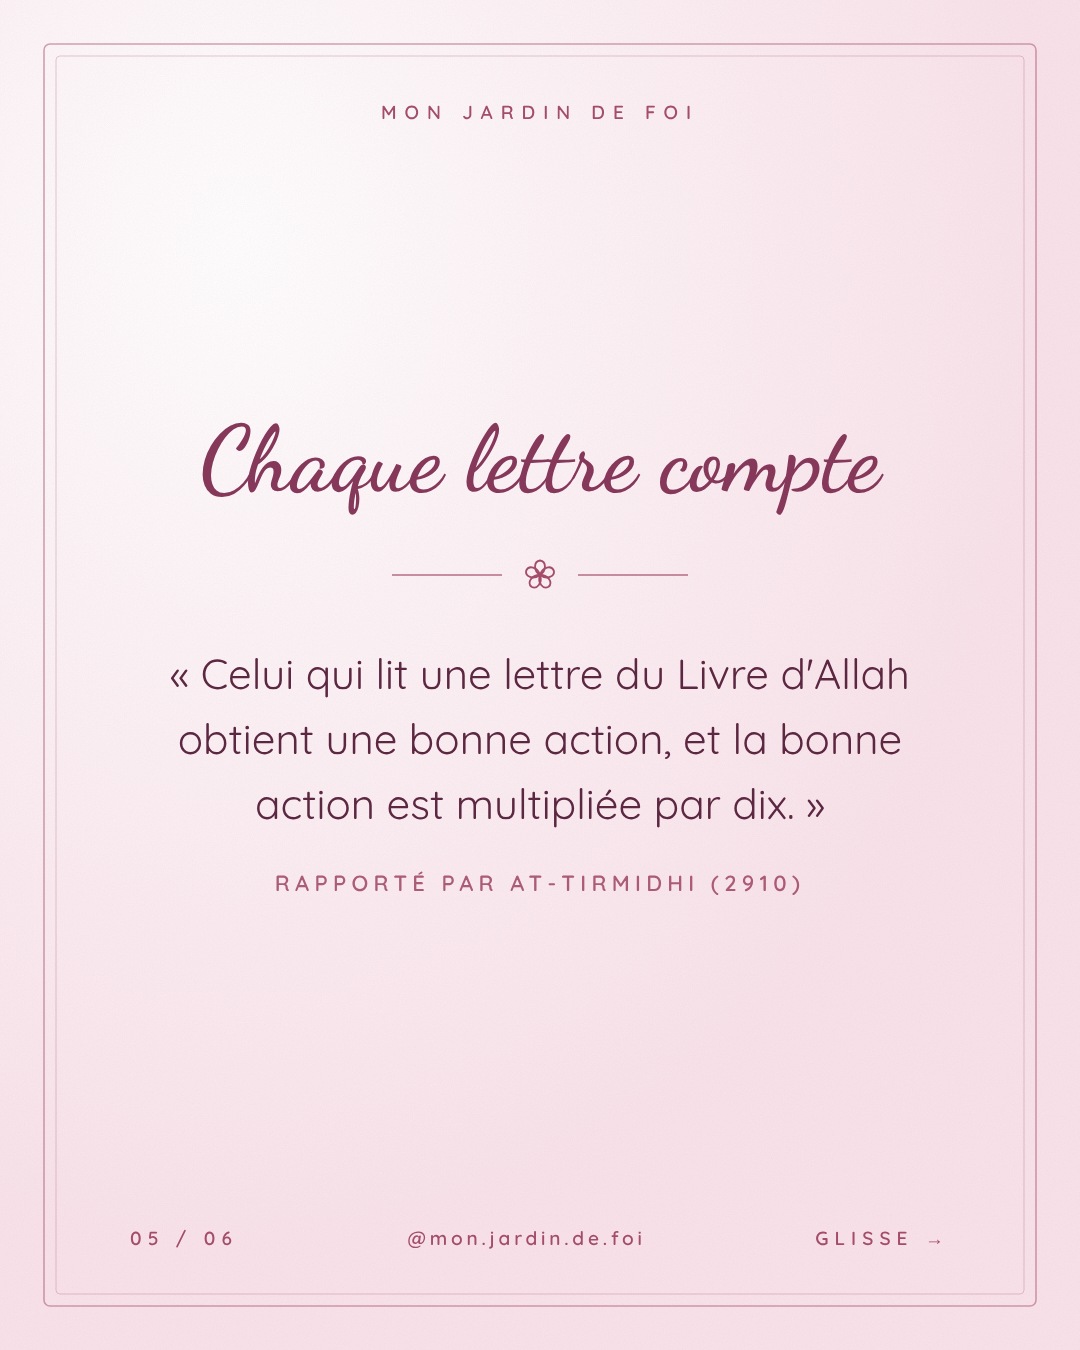 MON JARDIN DE FOI
Chaque lettre compte
« Celui qui lit une lettre du Livre d'Allah
obtient une bonne action, et la bonne
action est multipliée par dix. »
RAPPORTÉ PAR AT-TIRMIDHI (2910)
05 / 06
@mon.jardin.de.foi
GLISSE →